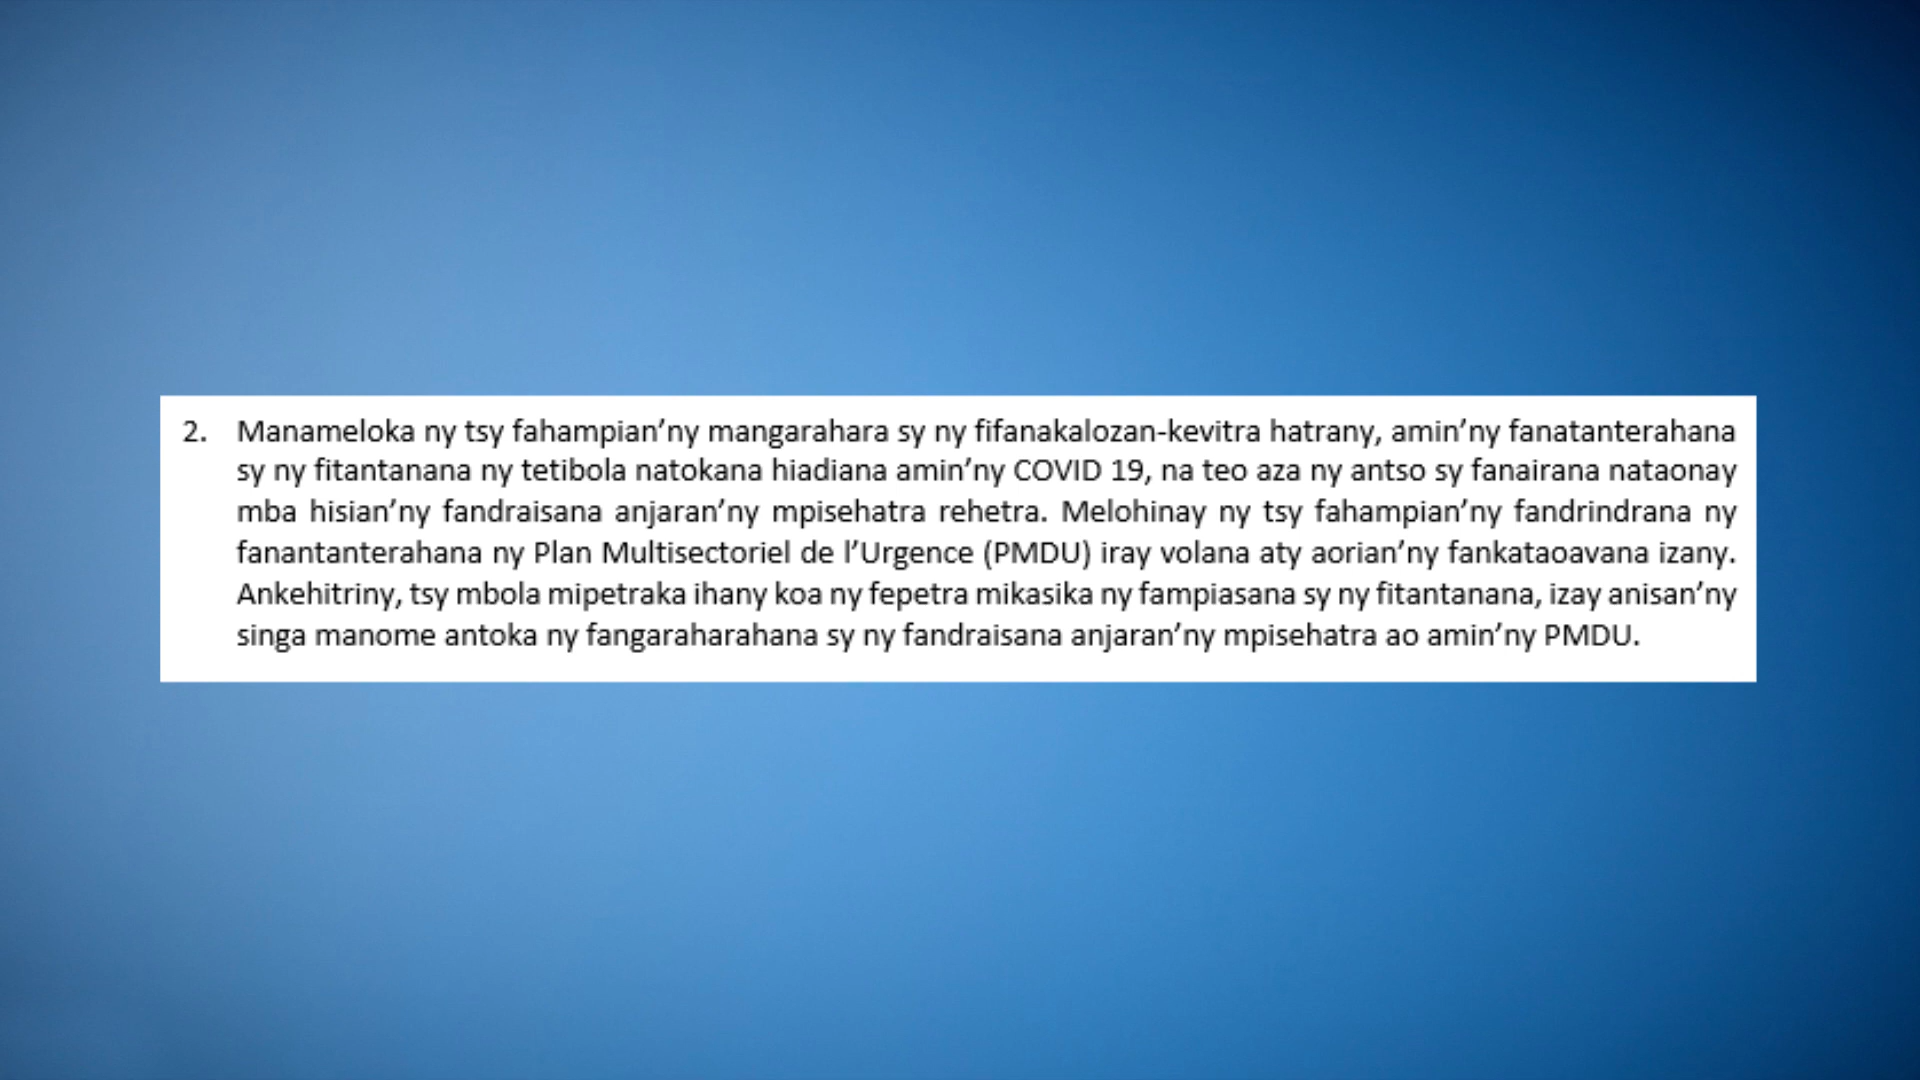 2. Manameloka ny tsy fahampian’ny mangarahara sy ny fifanakalozan-kevitra hatrany, amin’ny fanatanterahana
sy ny fitantanana ny tetibola natokana hiadiana amin’ny COVID 19, na teo aza ny antso sy fanairana nataonay
mba hisian’ny fandraisana anjaran’ny mpisehatra rehetra. Melohinay ny tsy fahampian’ny fandrindrana ny
fanantanterahana ny Plan Multisectoriel de l’Urgence (PMDU) iray volana aty aorian’ny fankataoavana izany.
Ankehitriny, tsy mbola mipetraka ihany koa ny fepetra mikasika ny fampiasana sy ny fitantanana, izay anisan’ny
singa manome antoka ny fangaraharahana sy ny fandraisana anjaran’ny mpisehatra ao amin’ny PMDU.